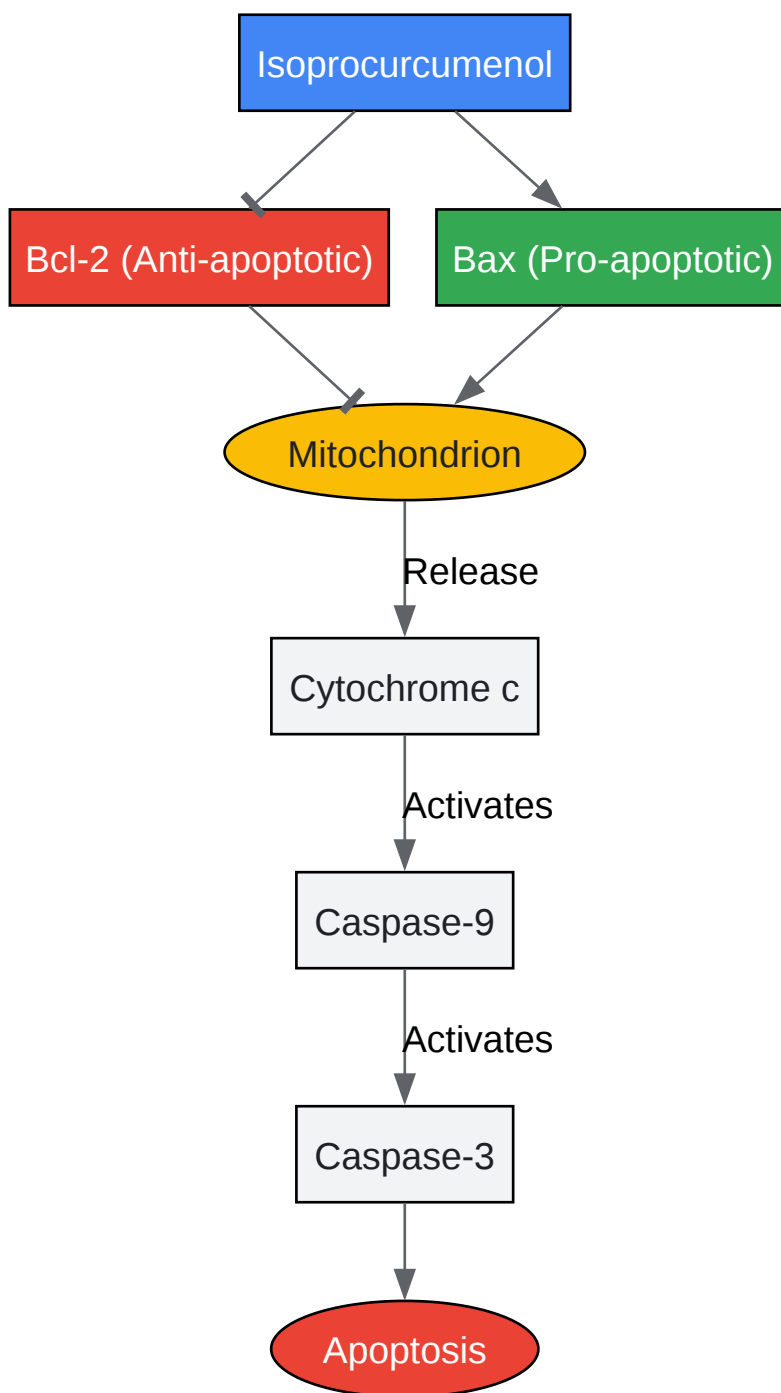 Isoprocurcumenol
Bcl-2 (Anti-apoptotic)
Bax (Pro-apoptotic)
Mitochondrion
Release
Cytochrome c
Activates
Caspase-9
Activates
Caspase-3
Apoptosis